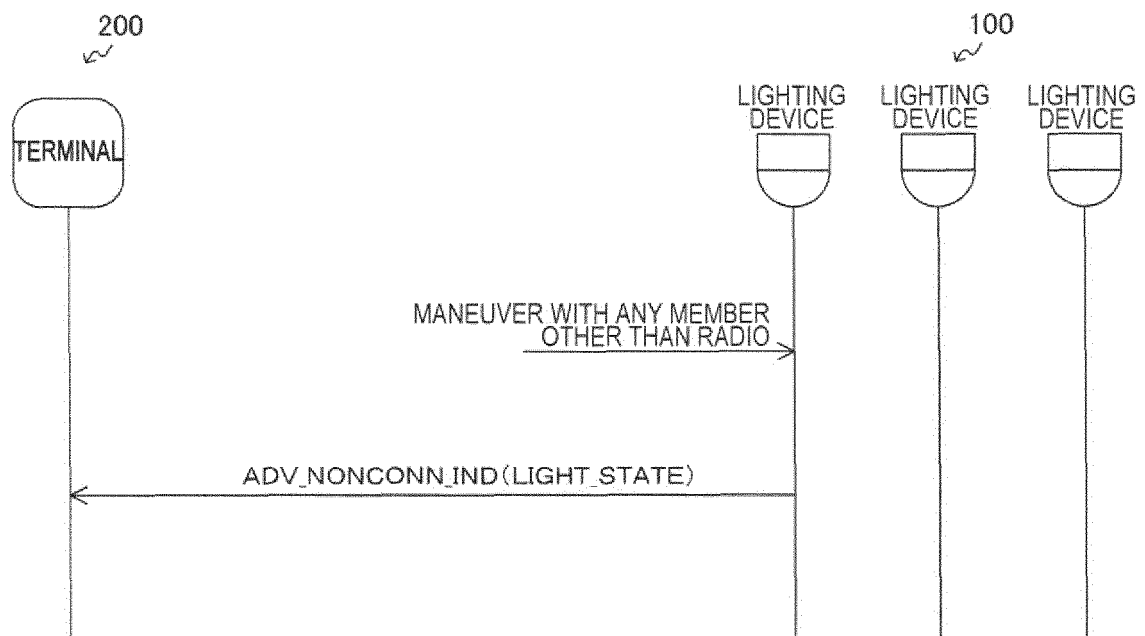 200
100
LIGHTING
DEVICE
LIGHTING
DEVICE
LIGHTING
DEVICE
TERMINAL
MANEUVER WITH ANY MEMBER
OTHER THAN RADIO
ADV_NONCONN_IND(LIGHT_STATE)